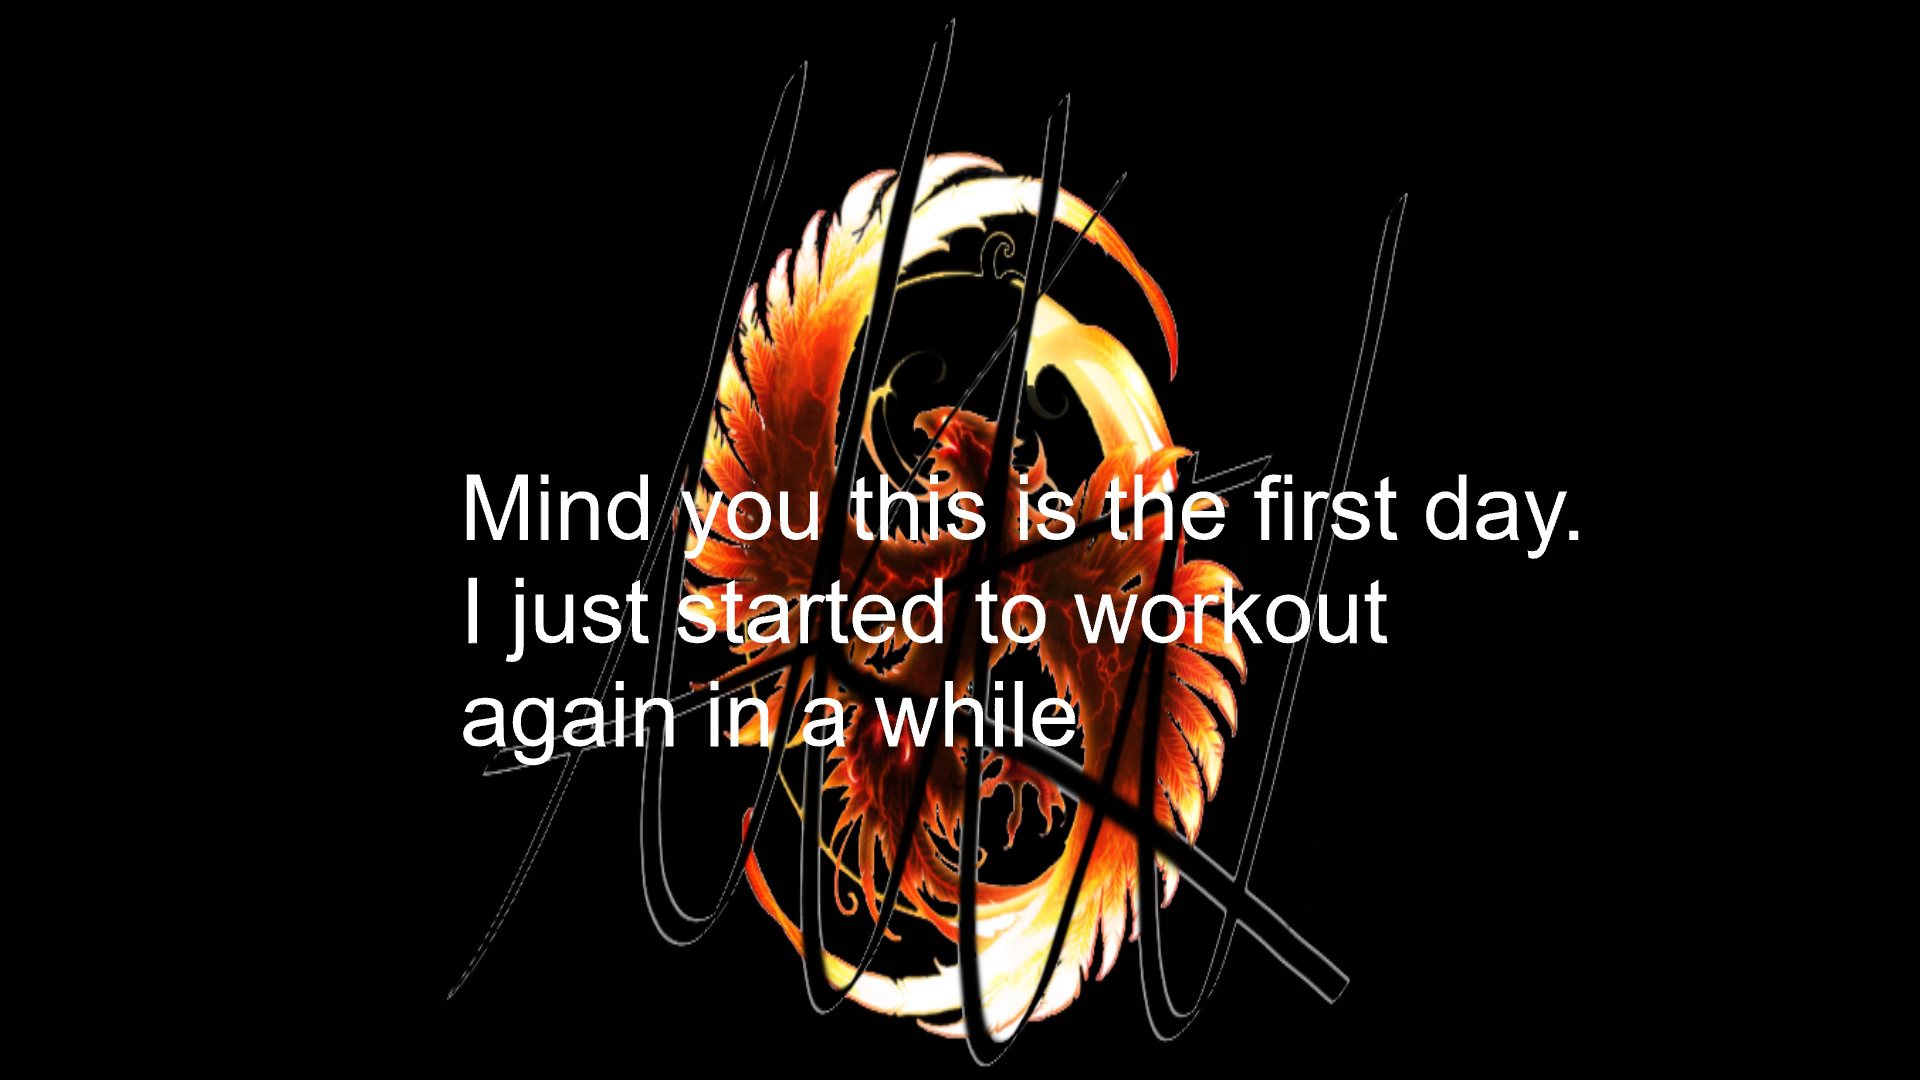 Mind you this is the first day.
I just started to workout
again in a while